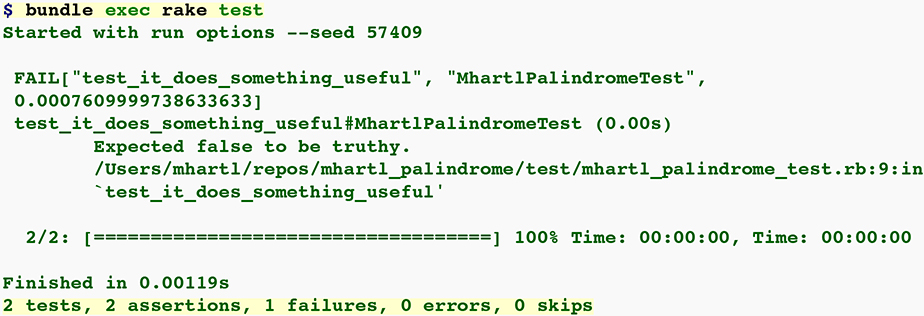 $ bundle exec rake test
Started with run options --seed 57409
FAIL["test_it_does_something_useful", "MhartlPalindromeTest",
0.0007609999738633633]
test_it_does_something_useful#MhartlPalindromeTest (0.00s)
Expected false to be truthy.
/Users/mhartl/repos/mhartl_palindrome/test/mhartl_palindrome_test.rb:9:in
`test_it_does_something_useful'
2/2: [===================================] 100% Time: 00:00:00, Time: 00:00:00
Finished in 0.00119s
2 tests, 2 assertions, 1 failures, 0 errors, 0 skips